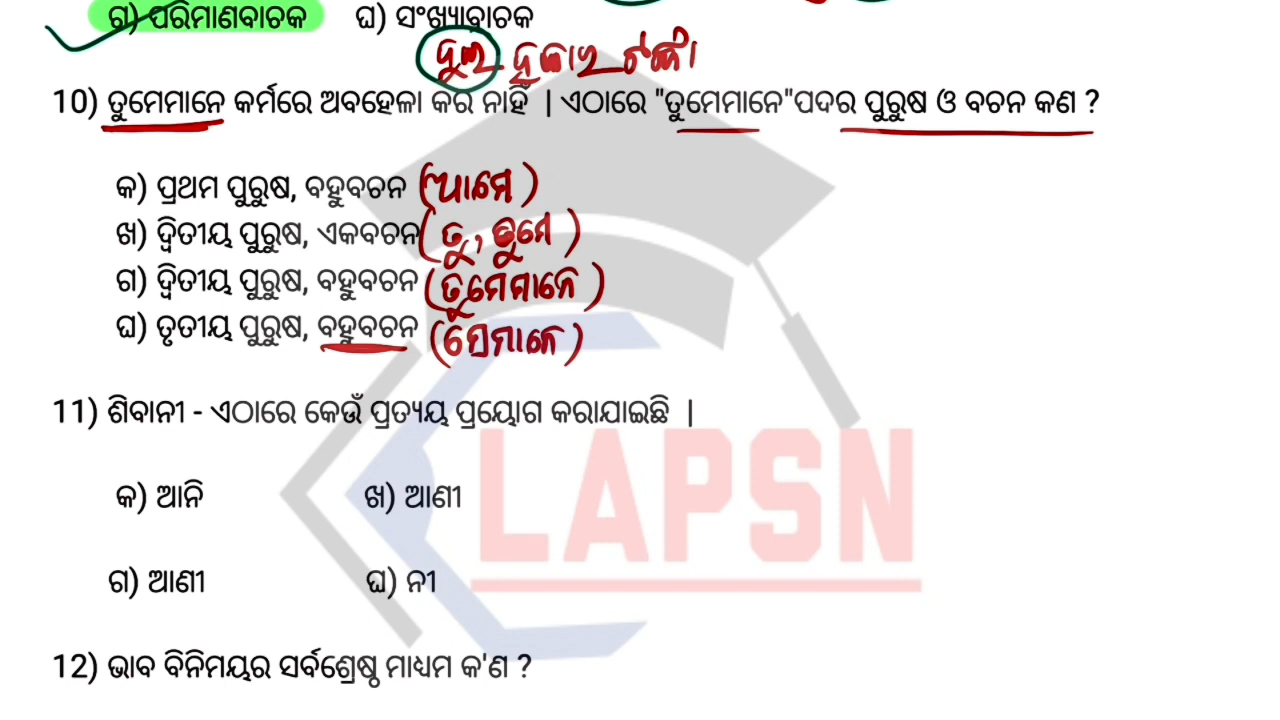 ଗ) ପରିମାଣବାଚକ ଘ) ସଂଖ୍ୟାବାଚକ
ଦୁଇ ହଜାର ଟଙ୍କା
10) ତୁମେମାନେ କର୍ମରେ ଅବହେଳା କର ନାହିଁ | ଏଠାରେ "ତୁମେମାନେ"ପଦର ପୁରୁଷ ଓ ବଚନ କଣ ?
କ) ପ୍ରଥମ ପୁରୁଷ, ବହୁବଚନ (ଆମେ)
ଖ) ଦ୍ଵିତୀୟ ପୁରୁଷ, ଏକବଚନ (ତୁ, ତୁମେ)
ଗ) ଦ୍ଵିତୀୟ ପୁରୁଷ, ବହୁବଚନ (ତୁମେମାନେ)
ଘ) ତୃତୀୟ ପୁରୁଷ, ବହୁବଚନ (ସେମାନେ)
11) ଶିବାନୀ - ଏଠାରେ କେଉଁ ପ୍ରତ୍ୟୟ ପ୍ରୟୋଗ କରାଯାଇଛି |
କ) ଆନି ଖ) ଆଣୀ
ଗ) ଆଣୀ ଘ) ନୀ
LAPSN
12) ଭାବ ବିନିମୟର ସର୍ବଶ୍ରେଷ୍ଠ ମାଧ୍ୟମ କ'ଣ ?